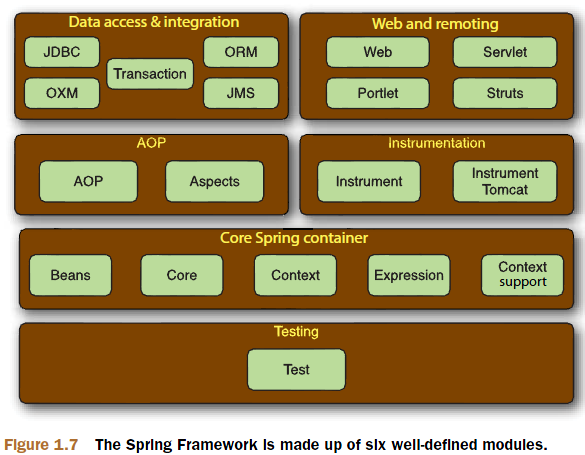 Data access & integration
JDBC
ORM
Transaction
OXM
JMS
Web and remoting
Web
Servlet
Portlet
Struts
AOP
AOP
Aspects
Instrumentation
Instrument
Instrument
Tomcat
Core Spring container
Beans
Core
Context
Expression
Context
support
Testing
Test
Figure 1.7 The Spring Framework is made up of six well-defined modules.